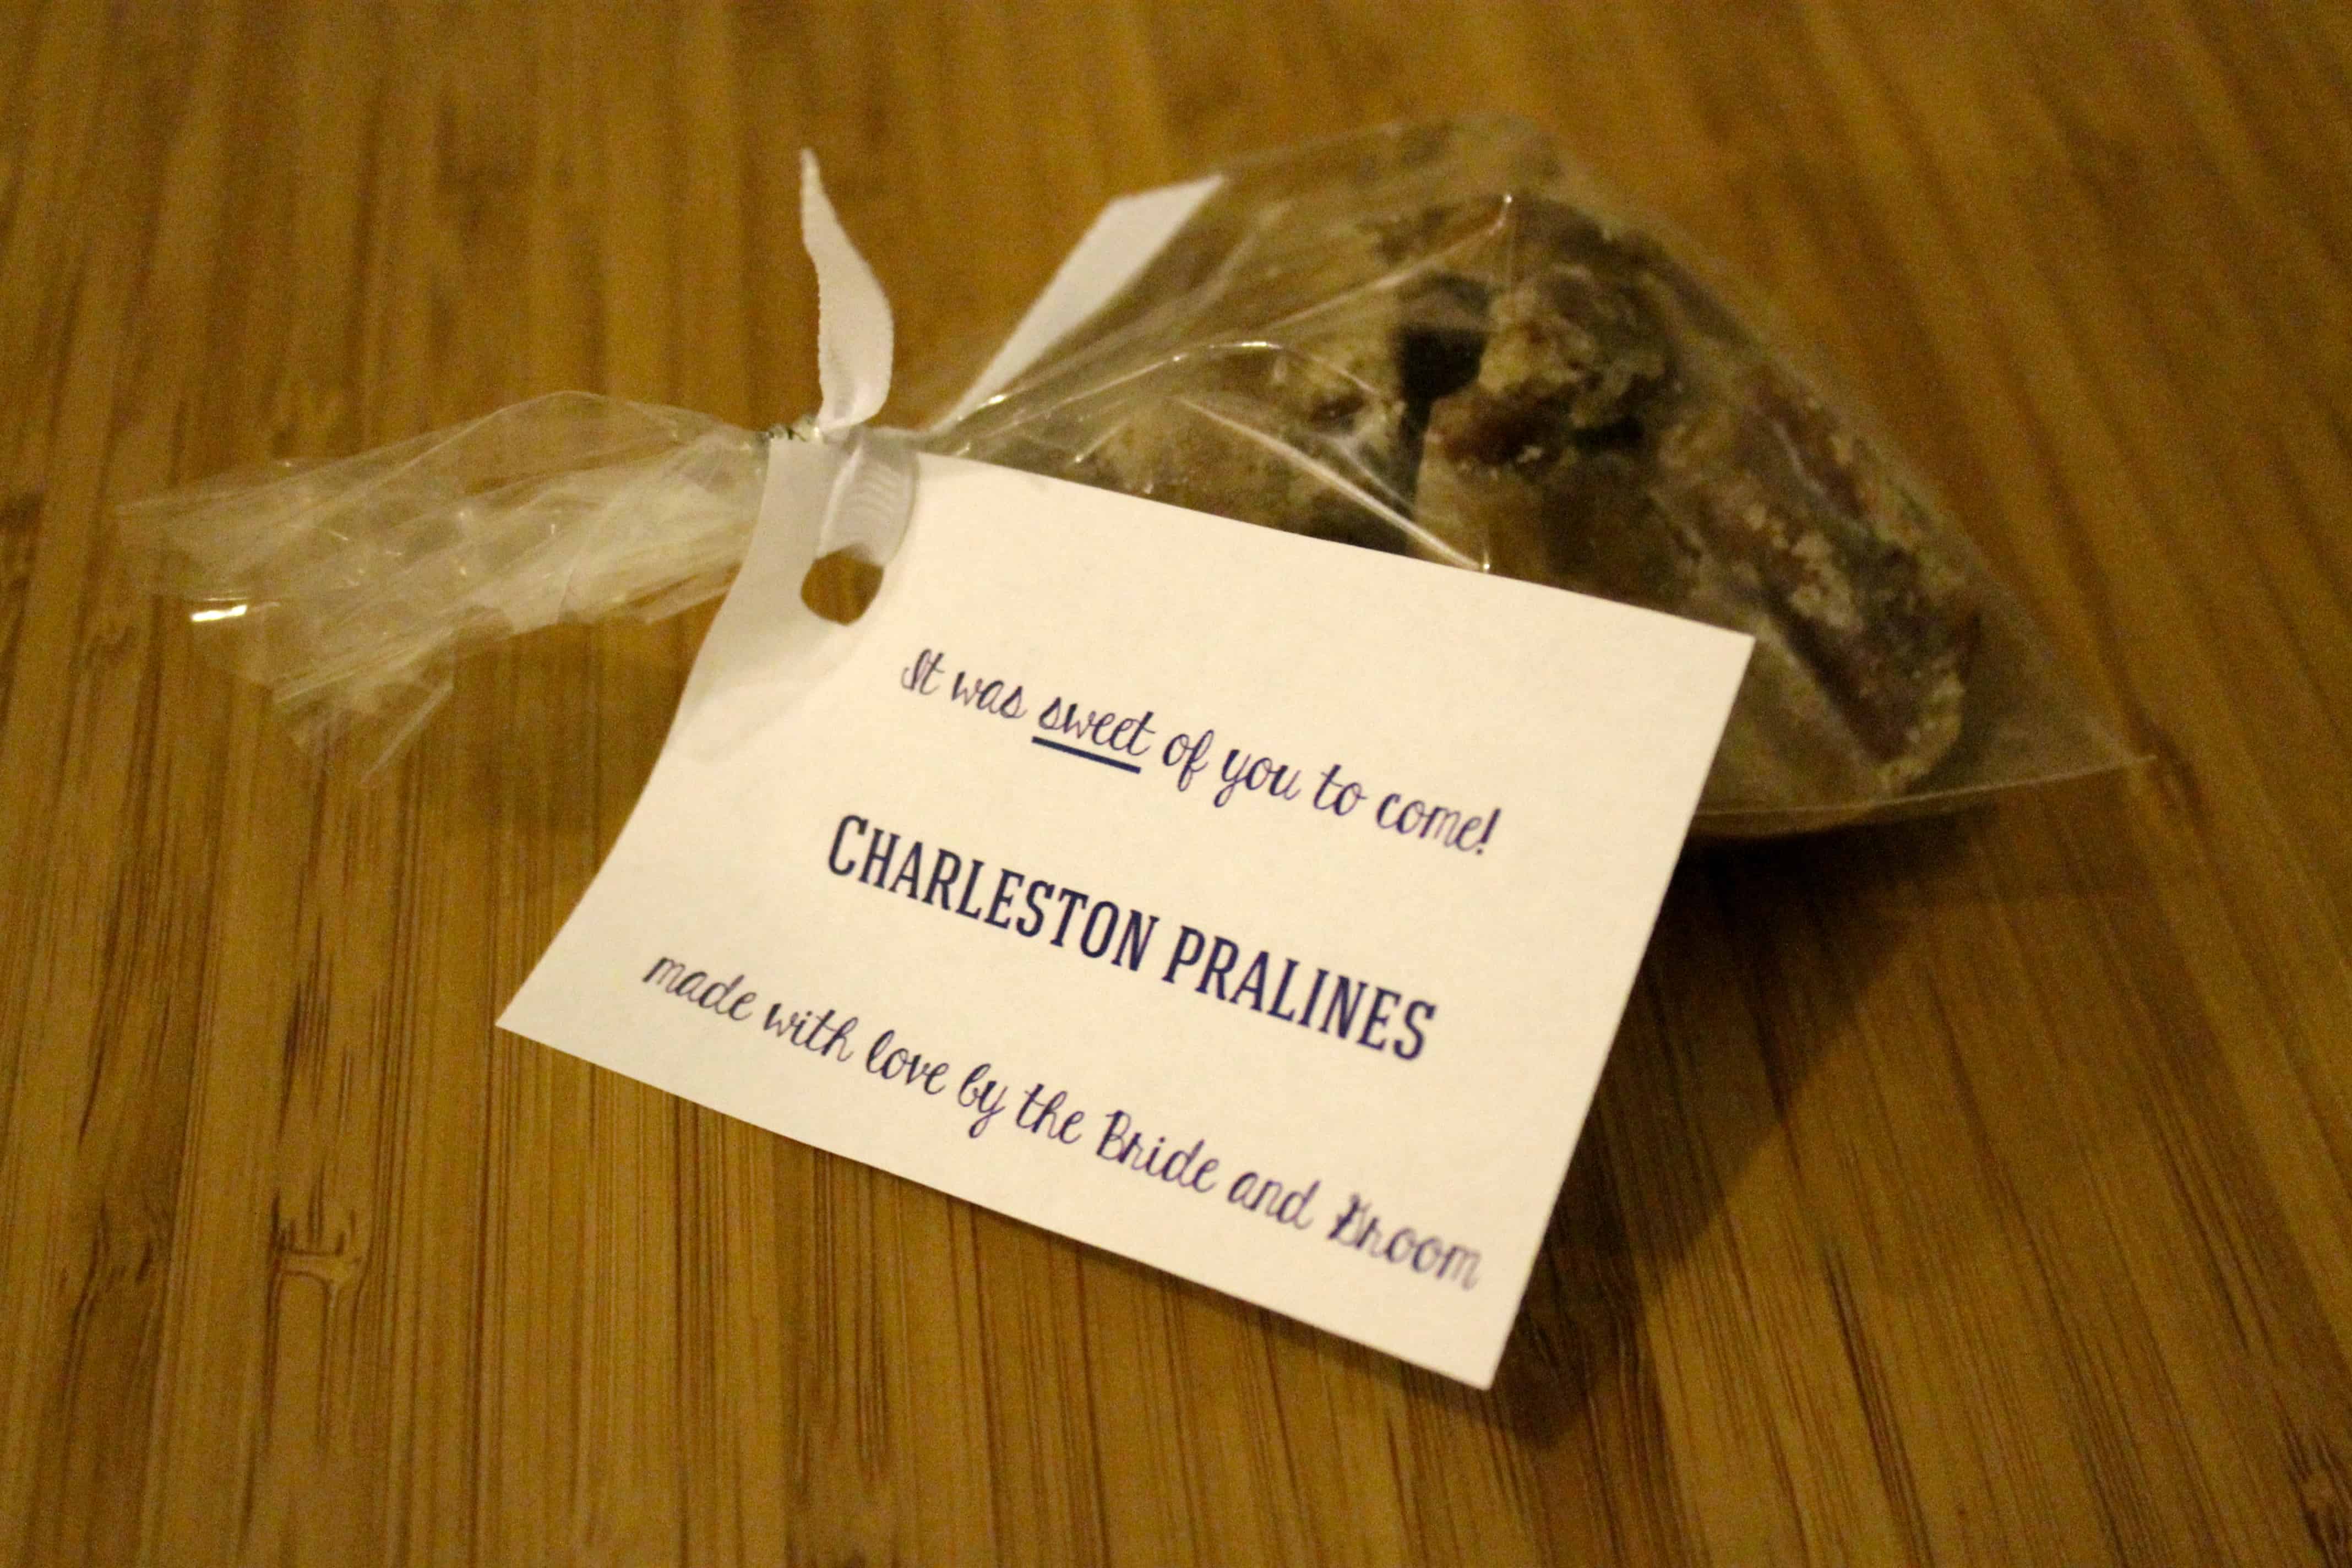 It was sweet of you to come!
CHARLESTON PRALINES
made with love by the Bride and Groom